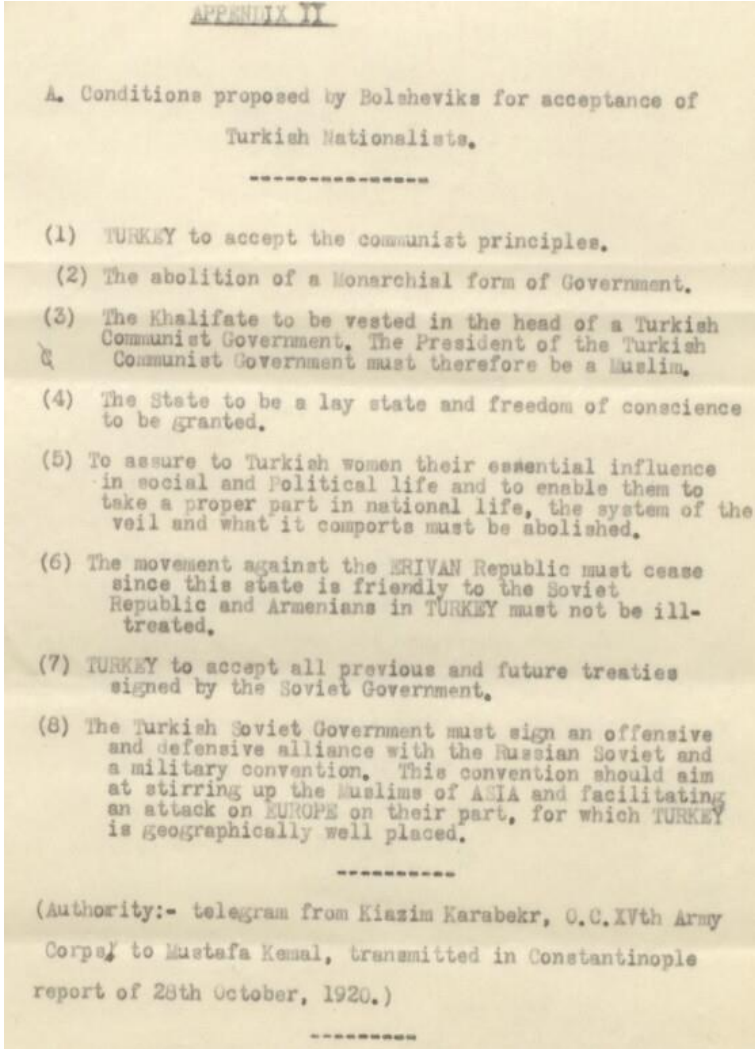 APPENDIX II
A. Conditions proposed by Bolsheviks for acceptance of
Turkish Nationalists.
---------------
(1) TURKEY to accept the communist principles.
(2) The abolition of a Monarchial form of Government.
(3) The Khalifate to be vested in the head of a Turkish
Communist Government. The President of the Turkish
Communist Government must therefore be a Muslim.
(4) The State to be a lay state and freedom of conscience
to be granted.
(5) To assure to Turkish women their essential influence
in social and Political life and to enable them to
take a proper part in national life, the system of the
veil and what it comports must be abolished.
(6) The movement against the ERIVAN Republic must cease
since this state is friendly to the Soviet
Republic and Armenians in TURKEY must not be ill-
treated.
(7) TURKEY to accept all previous and future treaties
signed by the Soviet Government.
(8) The Turkish Soviet Government must sign an offensive
and defensive alliance with the Russian Soviet and
a military convention. This convention should aim
at stirring up the Muslims of ASIA and facilitating
an attack on EUROPE on their part, for which TURKEY
is geographically well placed.
----------
(Authority:- telegram from Kiazim Karabekr, O.C.XVth Army
Corps, to Mustafa Kemal, transmitted in Constantinople
report of 28th October, 1920.)
---------